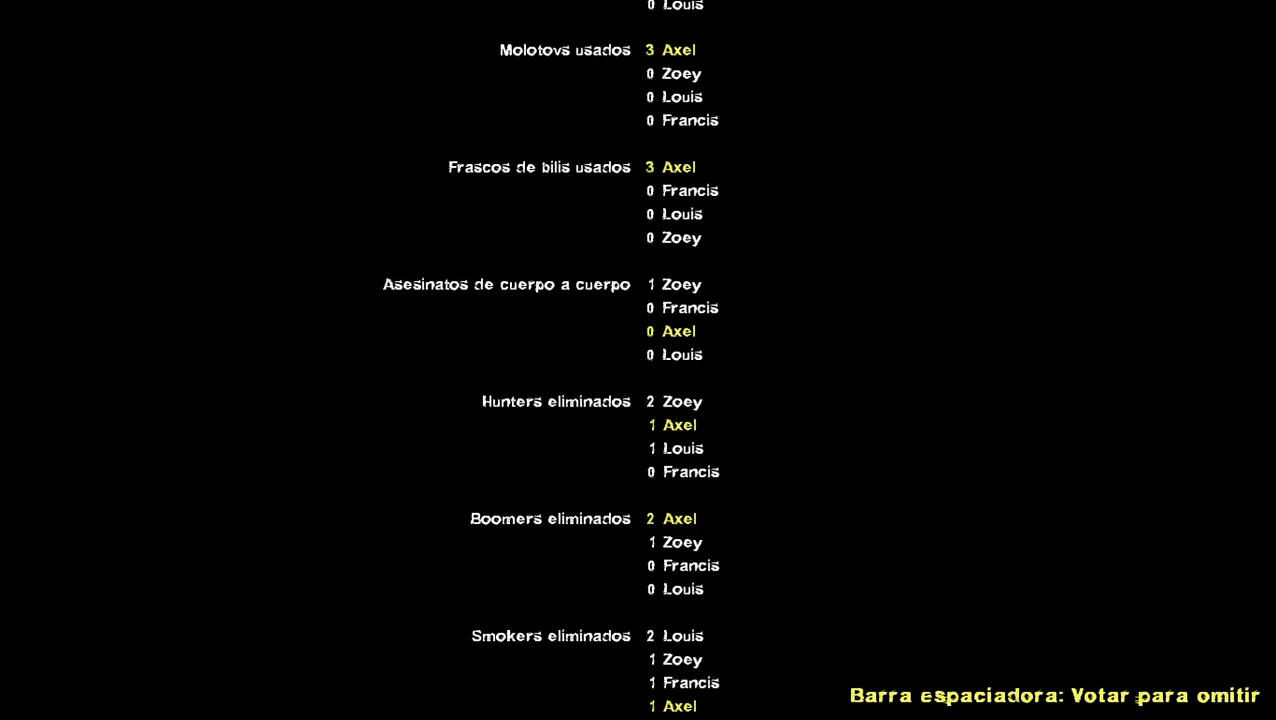 0 Louis
Molotovs usados 3 Axel
0 Zoey
0 Louis
0 Francis
Frascos de bilis usados 3 Axel
0 Francis
0 Louis
0 Zoey
Asesinatos de cuerpo a cuerpo 1 Zoey
0 Francis
0 Axel
0 Louis
Hunters eliminados 2 Zoey
1 Axel
1 Louis
0 Francis
Boomers eliminados 2 Axel
1 Zoey
0 Francis
0 Louis
Smokers eliminados 2 Louis
1 Zoey
1 Francis
1 Axel
Barra espaciadora: Votar para omitir